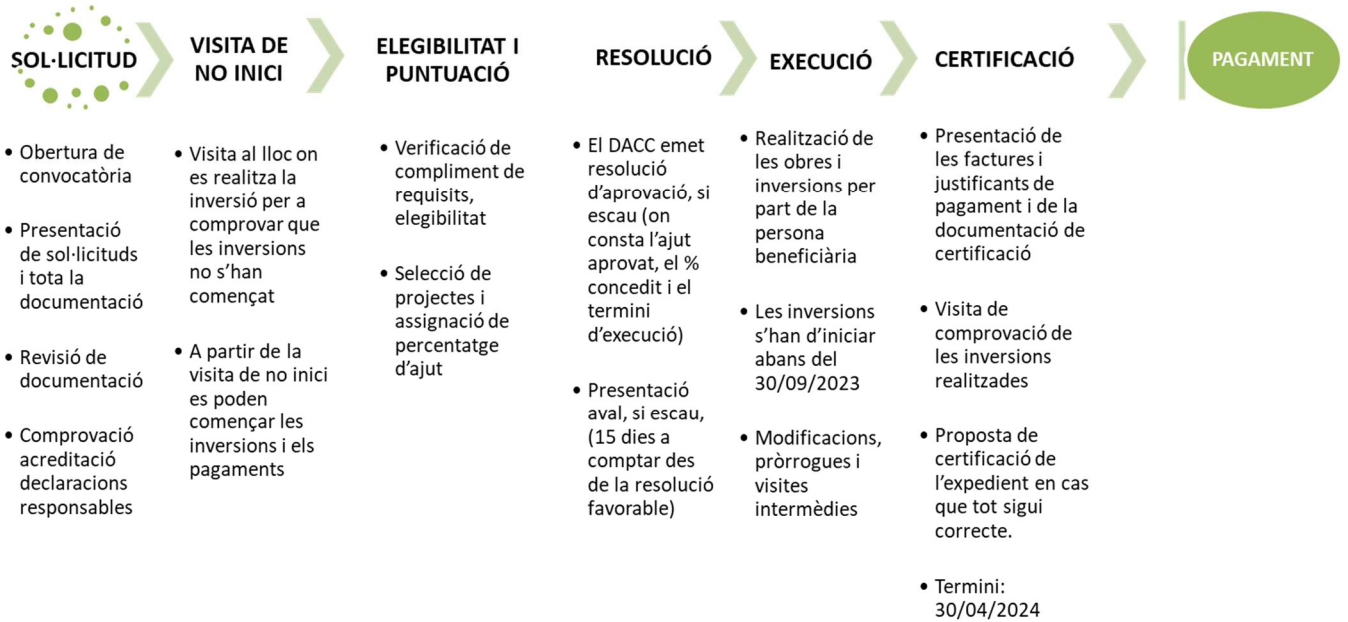 SOL·LICITUD
• Obertura de
convocatòria
• Presentació
de sol·licituds
i tota la
documentació
• Revisió de
documentació
• Comprovació
acreditació
declaracions
responsables
VISITA DE
NO INICI
• Visita al lloc on
es realitza la
inversió per a
comprovar que
les inversions
no s'han
començat
• A partir de la
visita de no inici
es poden
començar les
inversions i els
pagaments
ELEGIBILITAT I
PUNTUACIÓ
• Verificació de
compliment de
requisits,
elegibilitat
• Selecció de
projectes i
assignació de
percentatge
d'ajut
RESOLUCIÓ
• El DACC emet
resolució
d'aprovació, si
escau (on
consta l'ajut
aprovat, el %
concedit i el
termini
d'execució)
• Presentació
aval, si escau,
(15 dies a
comptar des
de la resolució
favorable)
EXECUCIÓ
• Realització de
les obres i
inversions per
part de la
persona
beneficiària
• Les inversions
s'han d'iniciar
abans del
30/09/2023
• Modificacions,
pròrrogues i
visites
intermèdies
CERTIFICACIÓ
• Presentació de
les factures i
justificants de
pagament i de la
documentació de
certificació
• Visita de
comprovació de
les inversions
realitzades
• Proposta de
certificació de
l'expedient en cas
que tot sigui
correcte.
• Termini:
30/04/2024
PAGAMENT